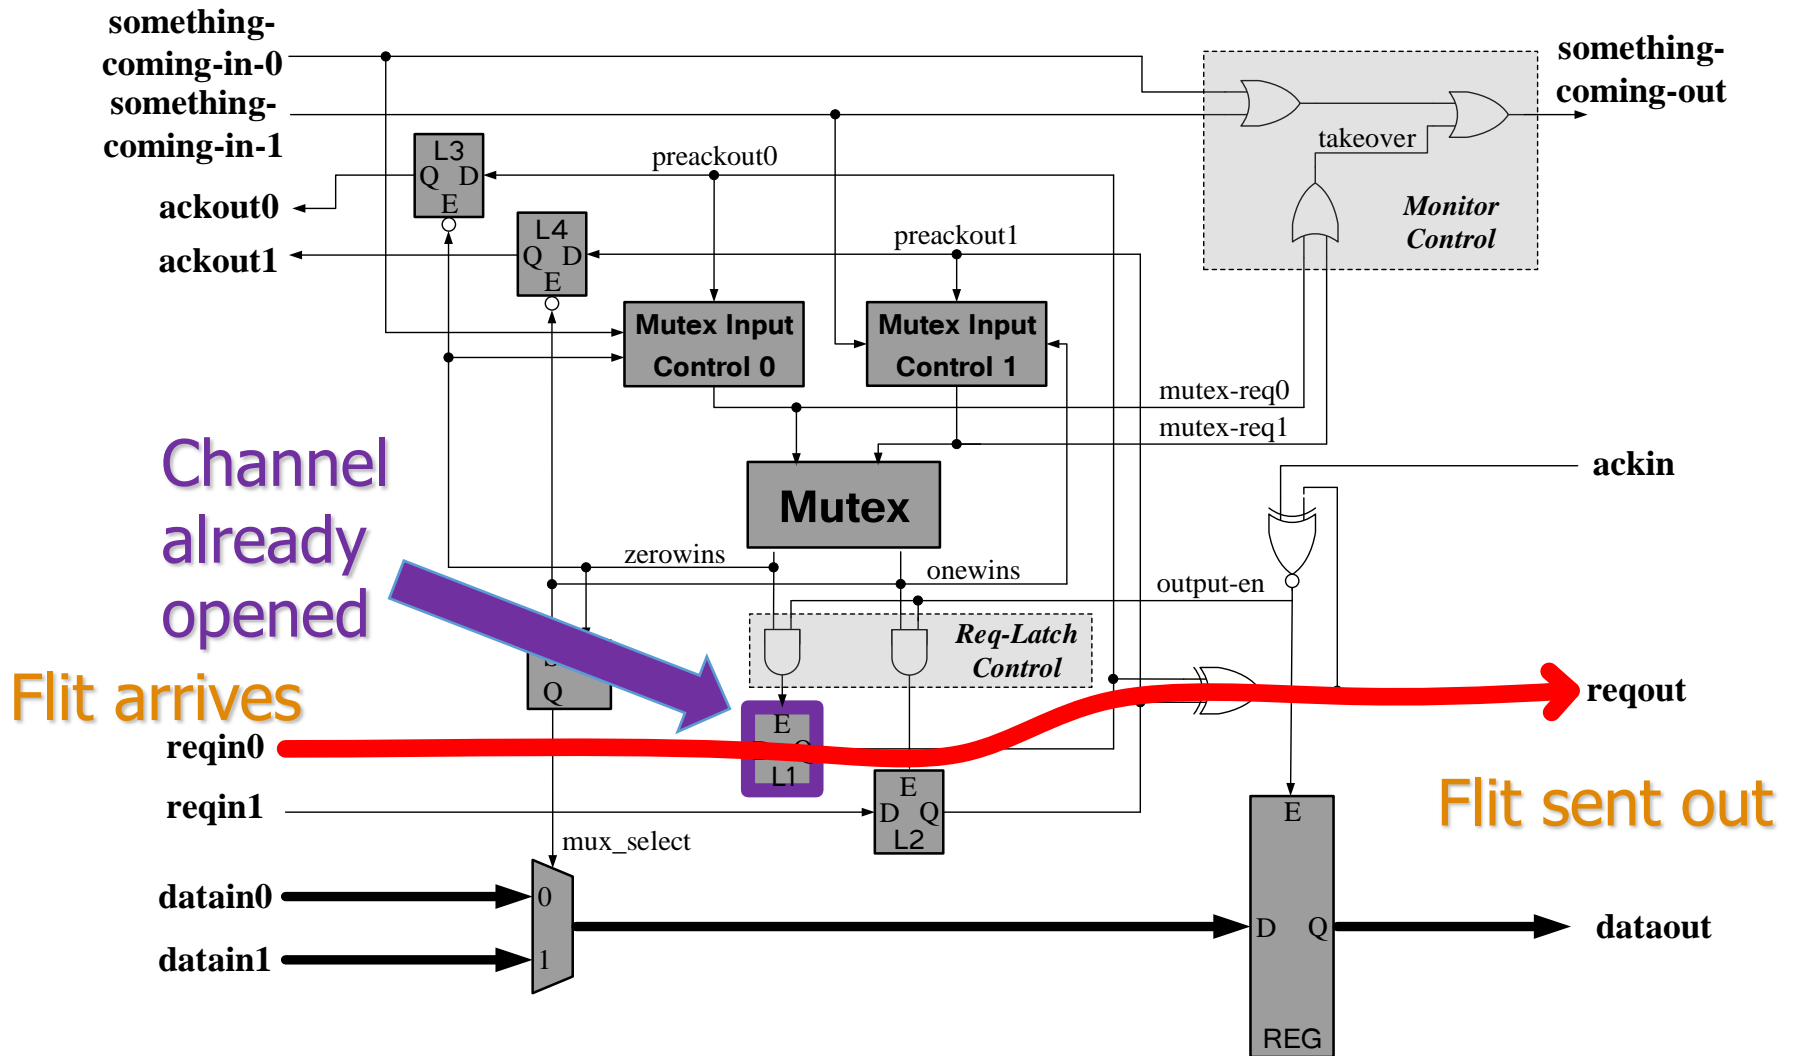 something-
coming-in-0
something-
coming-in-1
something-
coming-out
L3
Q D
E
preackout0
takeover
ackout0
Monitor
Control
L4
Q D
E
preackout1
ackout1
Mutex Input
Control 0
Mutex Input
Control 1
mutex-req0
mutex-req1
Channel
already
opened
ackin
Mutex
zerowins
onewins
output-en
Req-Latch
Control
Q
Flit arrives
reqout
reqin0
E
L1
reqin1
E
D Q
L2
Flit sent out
mux_select
E
datain0
0
D Q
dataout
datain1
1
REG